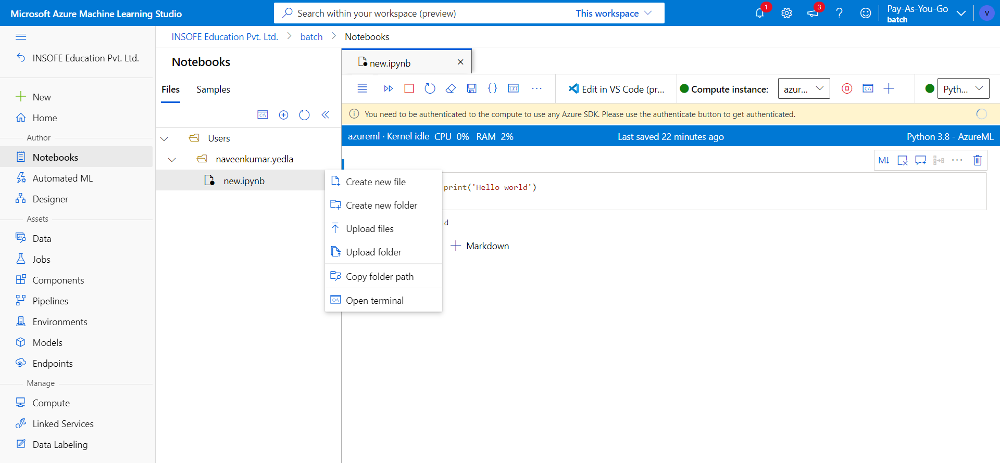 Microsoft Azure Machine Learning Studio
Search within your workspace (preview)
This workspace
1
3
Pay-As-You-Go
batch
V
INSOFE Education Pvt. Ltd.
New
Home
Author
Notebooks
Automated ML
Designer
Assets
Data
Jobs
Components
Pipelines
Environments
Models
Endpoints
Manage
Compute
Linked Services
Data Labeling
INSOFE Education Pvt. Ltd. > batch > Notebooks
Notebooks
Files
Samples
Users
naveenkumar.yedla
new.ipynb
Create new file
Create new folder
Upload files
Upload folder
Copy folder path
Open terminal
new.ipynb
Edit in VS Code (pr...
Compute instance:
azur...
Pyth...
You need to be authenticated to the compute to use any Azure SDK. Please use the authenticate button to get authenticated.
azureml · Kernel idle CPU 0% RAM 2%
Last saved 22 minutes ago
Python 3.8 - AzureML
M↓
print('Hello world')
ld
Markdown